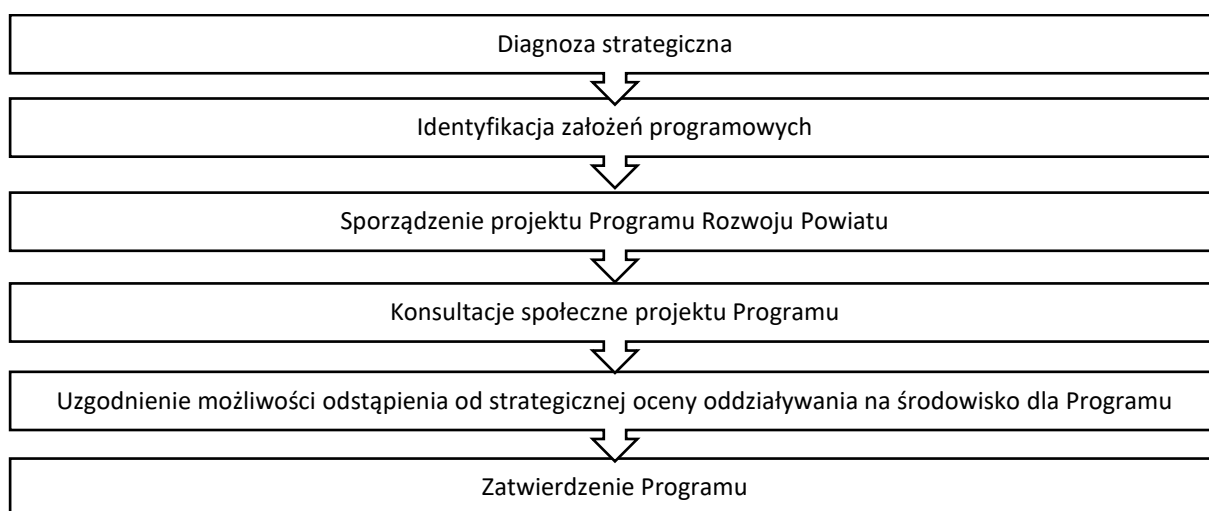 Diagnoza strategiczna
Identyfikacja założeń programowych
Sporządzenie projektu Programu Rozwoju Powiatu
Konsultacje społeczne projektu Programu
Uzgodnienie możliwości odstąpienia od strategicznej oceny oddziaływania na środowisko dla Programu
Zatwierdzenie Programu